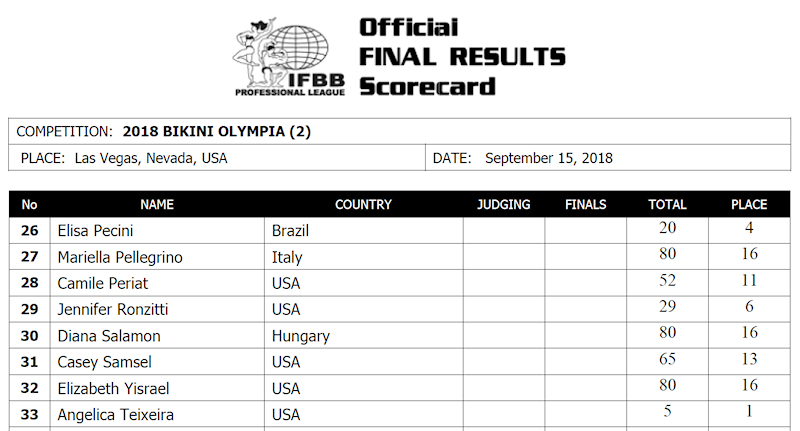 Official
FINAL RESULTS
Scorecard
IFBB
PROFESSIONAL LEAGUE
COMPETITION: 2018 BIKINI OLYMPIA (2)
PLACE: Las Vegas, Nevada, USA DATE: September 15, 2018
No NAME COUNTRY JUDGING FINALS TOTAL PLACE
26 Elisa Pecini Brazil 20 4
27 Mariella Pellegrino Italy 80 16
28 Camile Periat USA 52 11
29 Jennifer Ronzitti USA 29 6
30 Diana Salamon Hungary 80 16
31 Casey Samsel USA 65 13
32 Elizabeth Yisrael USA 80 16
33 Angelica Teixeira USA 5 1